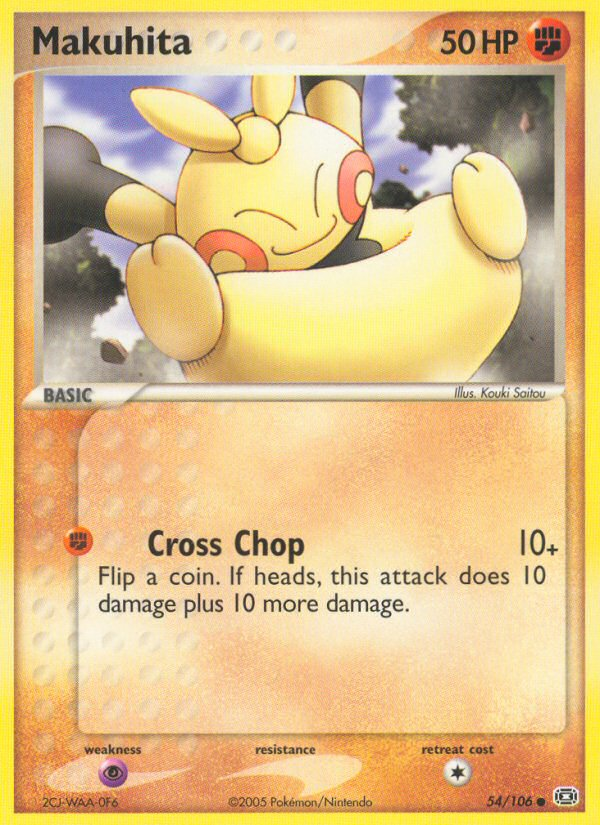 Makuhita 50 HP
BASIC
Illus. Kouki Saitou
Cross Chop 10+
Flip a coin. If heads, this attack does 10
damage plus 10 more damage.
weakness resistance retreat cost
2CJ-WAA-0F6 ©2005 Pokémon/Nintendo 54/106